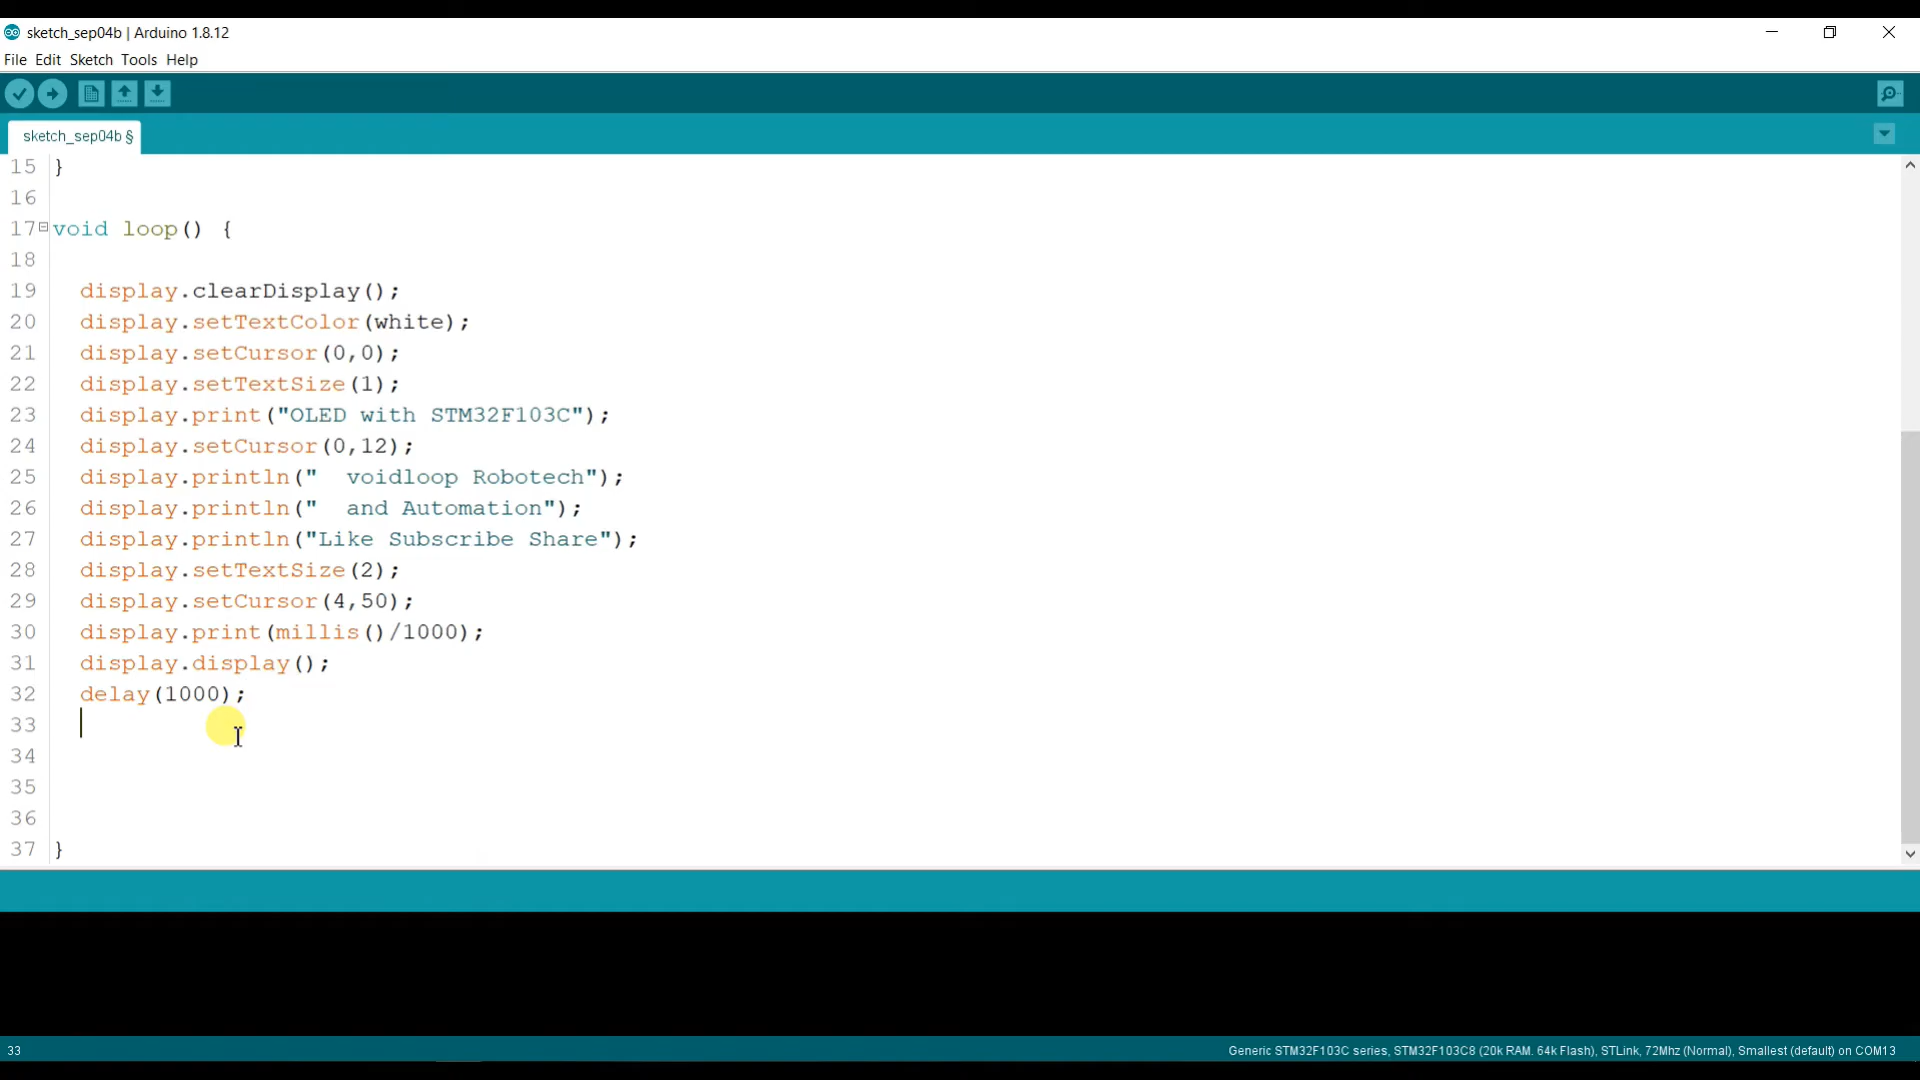 sketch_sep04b | Arduino 1.8.12
File Edit Sketch Tools Help
sketch_sep04b §
15 }
16
17 void loop() {
18
19 display.clearDisplay();
20 display.setTextColor(white);
21 display.setCursor(0,0);
22 display.setTextSize(1);
23 display.print("OLED with STM32F103C");
24 display.setCursor(0,12);
25 display.println("  voidloop Robotech");
26 display.println("  and Automation");
27 display.println("Like Subscribe Share");
28 display.setTextSize(2);
29 display.setCursor(4,50);
30 display.print(millis()/1000);
31 display.display();
32 delay(1000);
33
34
35
36
37 }
33 Generic STM32F103C series, STM32F103C8 (20k RAM. 64k Flash), STLink, 72Mhz (Normal), Smallest (default) on COM13